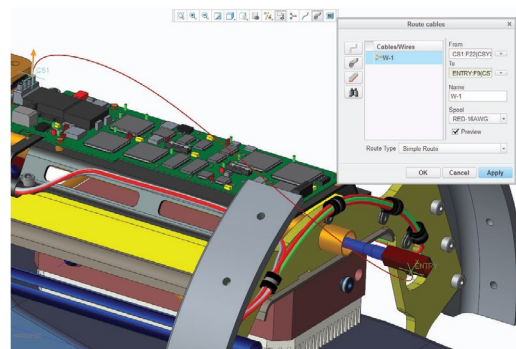 Route cables
Cables/Wires
W-1
From
CS1:F22(CSY
To
ENTRY:F9(CS
Name
W-1
Spool
RED-16AWG
Preview
Route Type
Simple Route
OK
Cancel
Apply
CS1
ENTRY